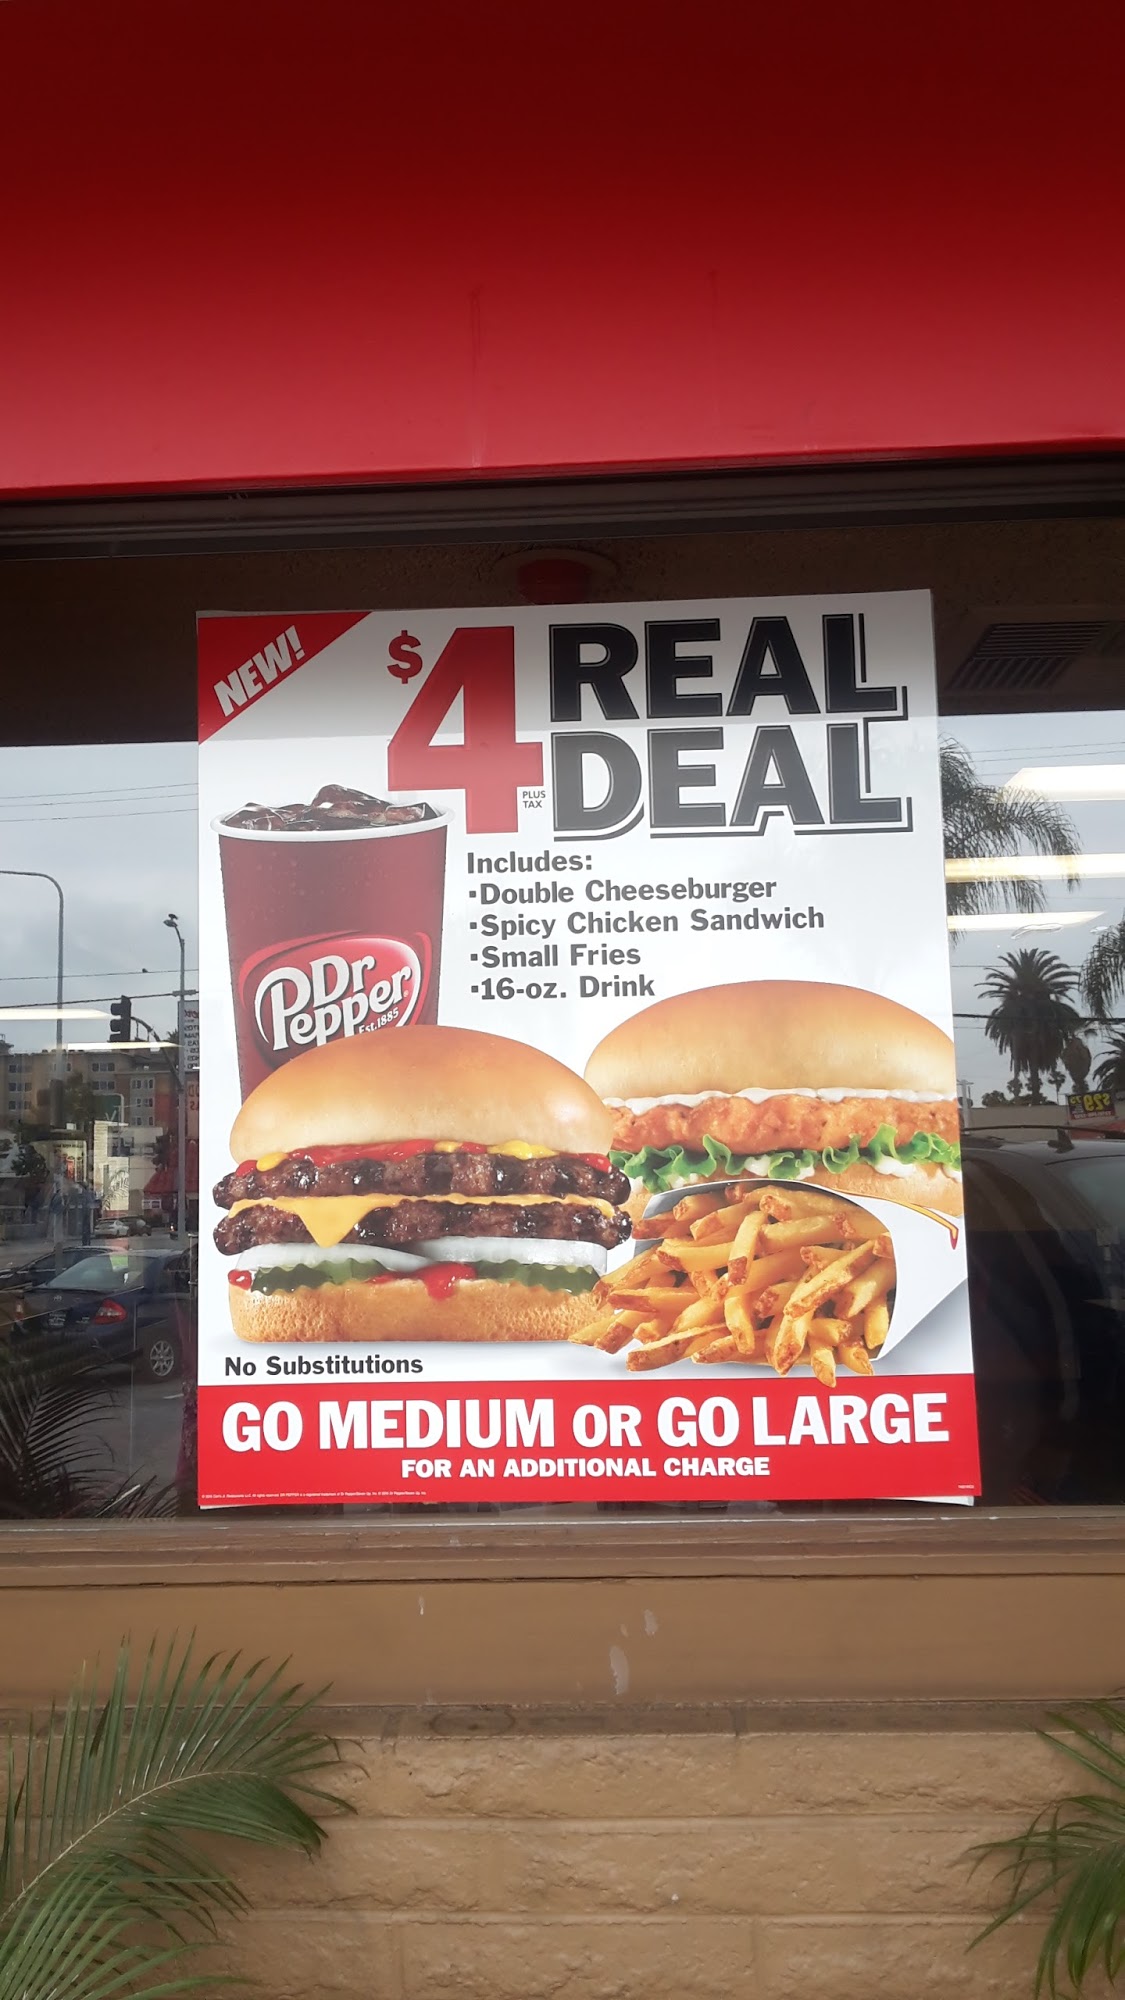 NEW!
$4 REAL
DEAL
PLUS
TAX
Includes:
▪Double Cheeseburger
▪Spicy Chicken Sandwich
▪Small Fries
▪16-oz. Drink
Dr
Pepper
Est.1885
No Substitutions
GO MEDIUM OR GO LARGE
FOR AN ADDITIONAL CHARGE